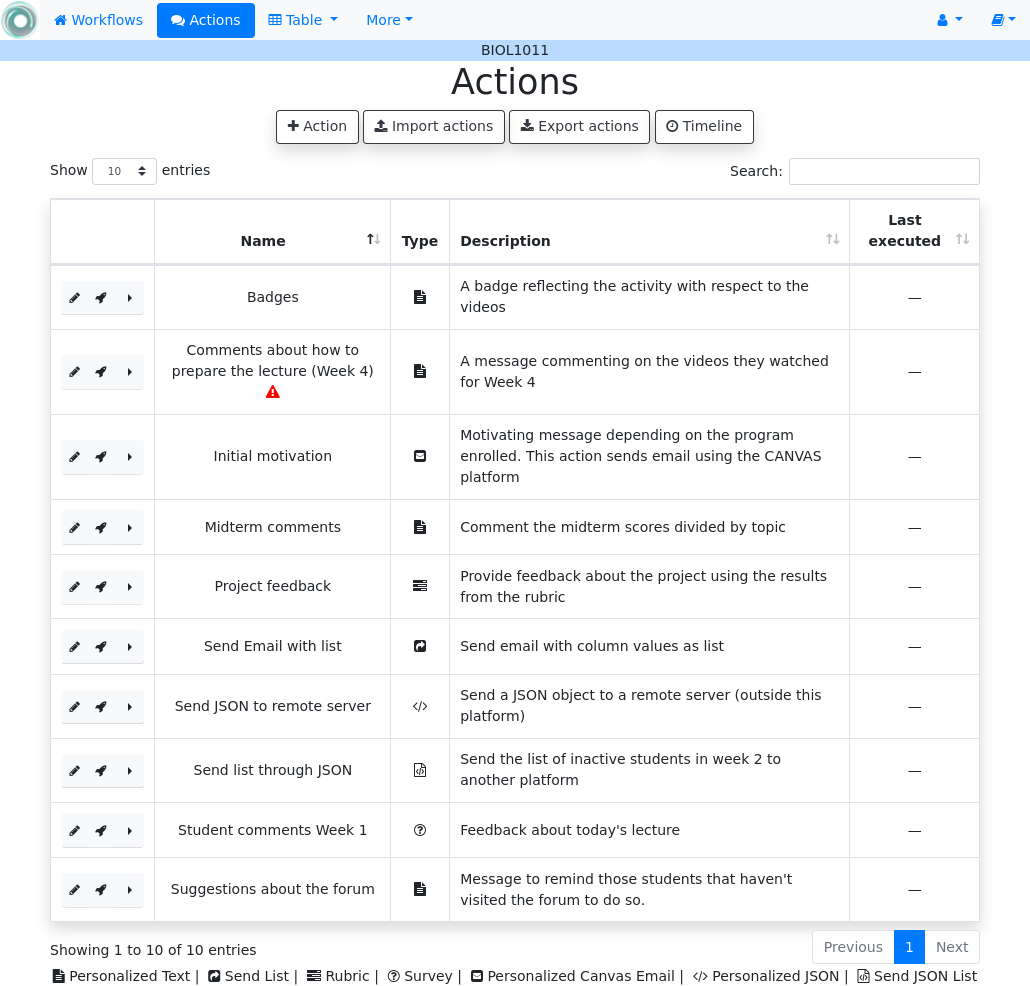 Workflows Actions Table More
BIOL1011
Actions
Action Import actions Export actions Timeline
Show 10 entries Search:
Name Type Description Last
executed
Badges A badge reflecting the activity with respect to the
videos —
Comments about how to
prepare the lecture (Week 4)
A message commenting on the videos they watched
for Week 4 —
Initial motivation Motivating message depending on the program
enrolled. This action sends email using the CANVAS
platform —
Midterm comments Comment the midterm scores divided by topic —
Project feedback Provide feedback about the project using the results
from the rubric —
Send Email with list Send email with column values as list —
Send JSON to remote server Send a JSON object to a remote server (outside this
platform) —
Send list through JSON Send the list of inactive students in week 2 to
another platform —
Student comments Week 1 Feedback about today's lecture —
Suggestions about the forum Message to remind those students that haven't
visited the forum to do so. —
Showing 1 to 10 of 10 entries Previous 1 Next
Personalized Text | Send List | Rubric | Survey | Personalized Canvas Email | </> Personalized JSON | Send JSON List